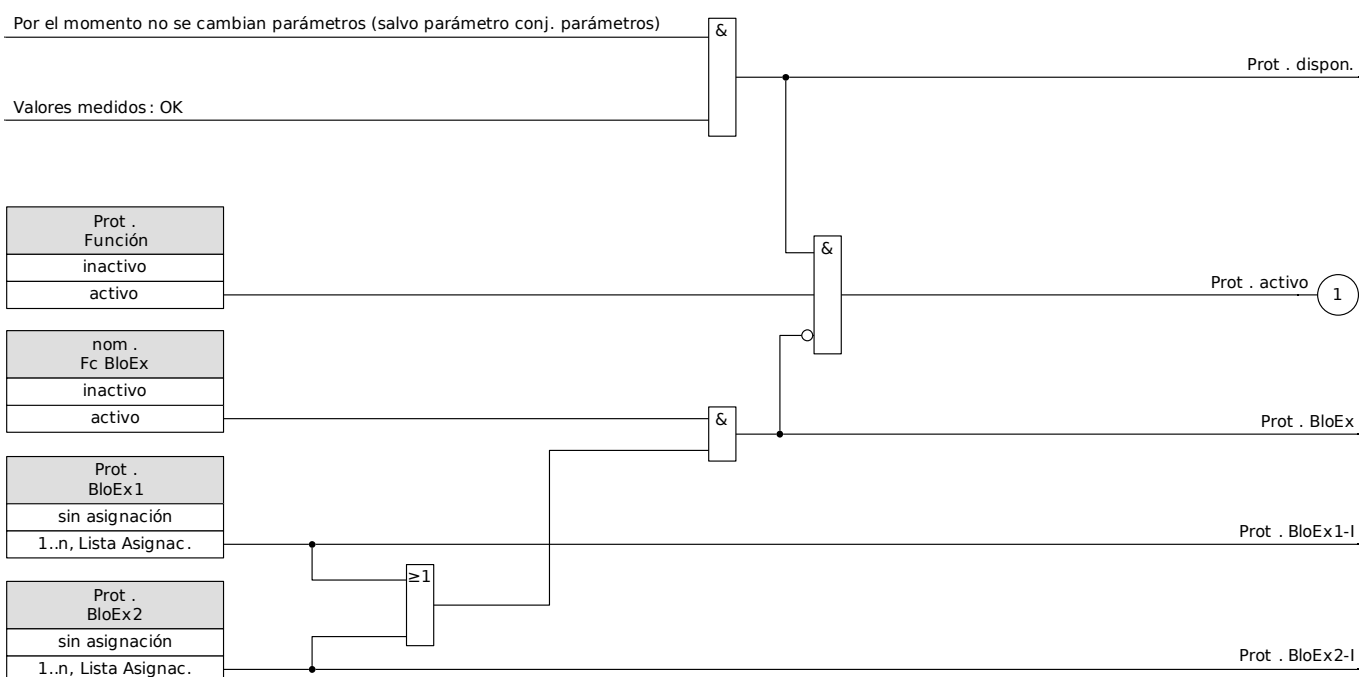 Por el momento no se cambian parámetros (salvo parámetro conj. parámetros)
&
Prot . dispon.
Valores medidos : OK
Prot .
Función
inactivo
activo
&
Prot . activo
1
nom .
Fc BloEx
inactivo
activo
&
Prot . BloEx
Prot .
BloEx1
sin asignación
1..n, Lista Asignac.
Prot . BloEx1-I
≥1
Prot .
BloEx2
sin asignación
1..n, Lista Asignac.
Prot . BloEx2-I